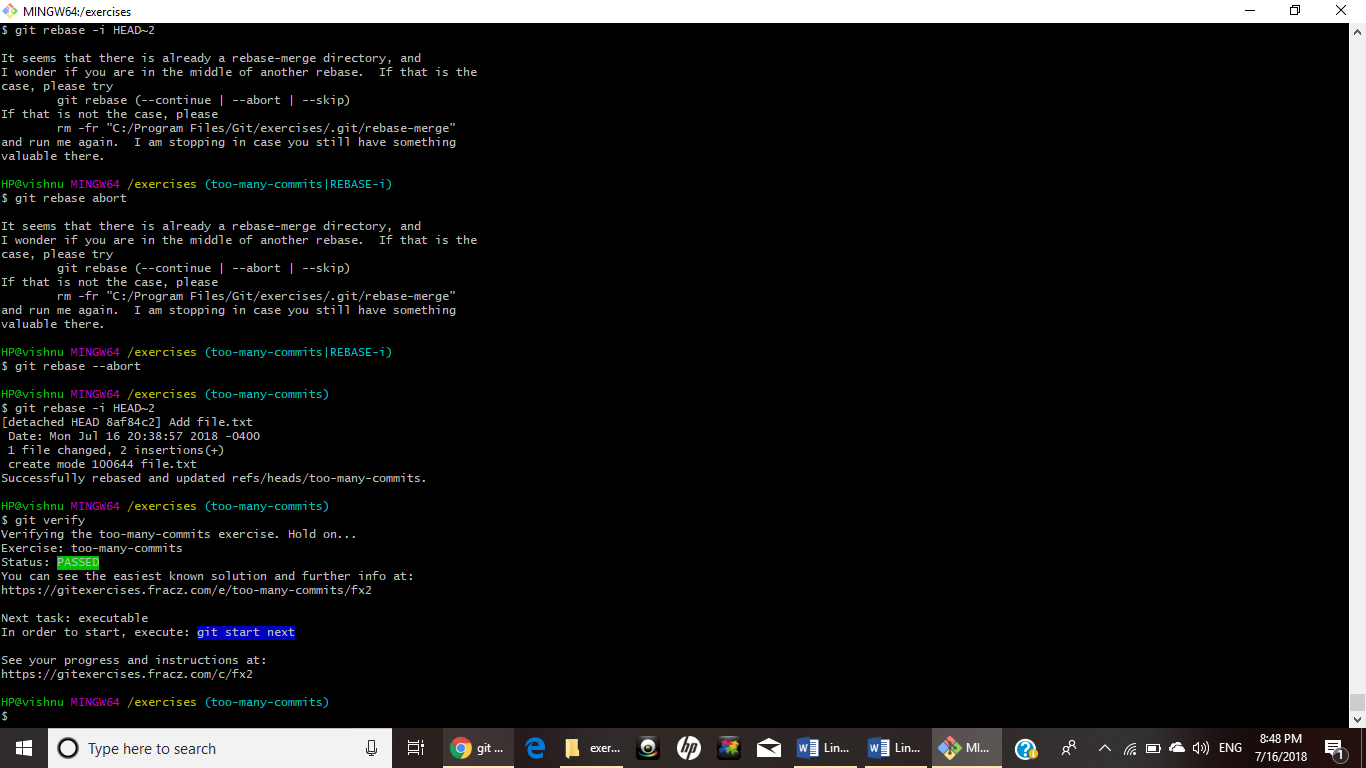 MINGW64:/exercises
$ git rebase -i HEAD~2
It seems that there is already a rebase-merge directory, and
I wonder if you are in the middle of another rebase.  If that is the
case, please try
        git rebase (--continue | --abort | --skip)
If that is not the case, please
        rm -fr "C:/Program Files/Git/exercises/.git/rebase-merge"
and run me again.  I am stopping in case you still have something
valuable there.
HP@vishnu MINGW64 /exercises (too-many-commits|REBASE-i)
$ git rebase abort
It seems that there is already a rebase-merge directory, and
I wonder if you are in the middle of another rebase.  If that is the
case, please try
        git rebase (--continue | --abort | --skip)
If that is not the case, please
        rm -fr "C:/Program Files/Git/exercises/.git/rebase-merge"
and run me again.  I am stopping in case you still have something
valuable there.
HP@vishnu MINGW64 /exercises (too-many-commits|REBASE-i)
$ git rebase --abort
HP@vishnu MINGW64 /exercises (too-many-commits)
$ git rebase -i HEAD~2
[detached HEAD 8af84c2] Add file.txt
 Date: Mon Jul 16 20:38:57 2018 -0400
 1 file changed, 2 insertions(+)
 create mode 100644 file.txt
Successfully rebased and updated refs/heads/too-many-commits.
HP@vishnu MINGW64 /exercises (too-many-commits)
$ git verify
Verifying the too-many-commits exercise. Hold on...
Exercise: too-many-commits
Status: PASSED
You can see the easiest known solution and further info at:
https://gitexercises.fracz.com/e/too-many-commits/fx2
Next task: executable
In order to start, execute: git start next
See your progress and instructions at:
https://gitexercises.fracz.com/c/fx2
HP@vishnu MINGW64 /exercises (too-many-commits)
$
Type here to search
git ...
exer...
hp
Lin...
Lin...
MI...
ENG
8:48 PM
7/16/2018
1